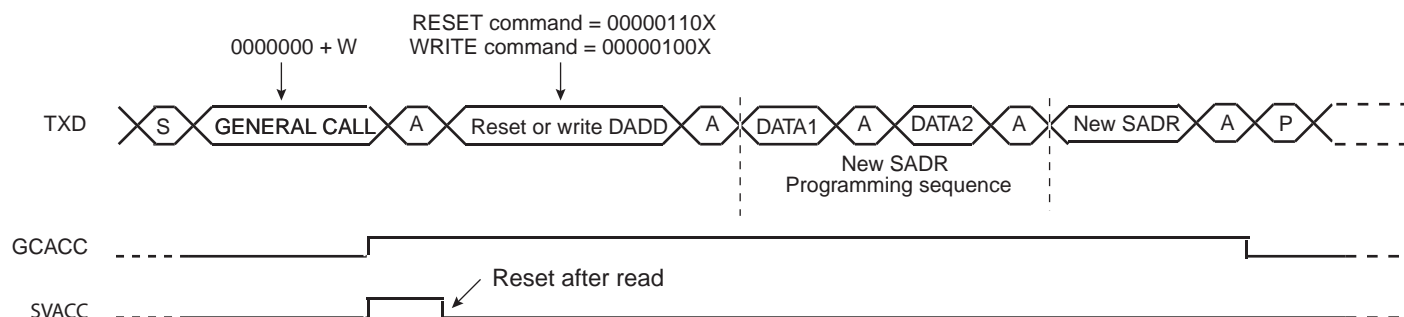 RESET command = 00000110X
0000000 + W
WRITE command = 00000100X
TXD
S
GENERAL CALL
A
Reset or write DADD
A
DATA1
A
DATA2
A
New SADR
A
P
New SADR
Programming sequence
GCACC
Reset after read
SVACC